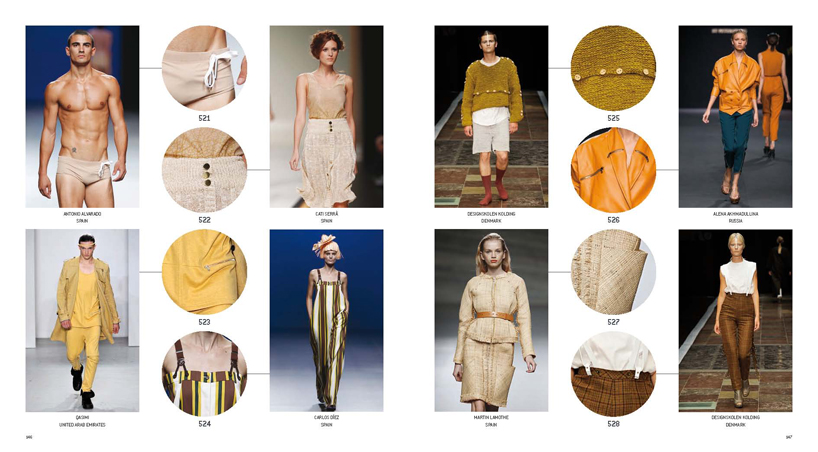 521
522
ANTONIO ALVARADO
SPAIN
CATI SERRÀ
SPAIN
523
524
QASIMI
UNITED ARAB EMIRATES
CARLOS DÍEZ
SPAIN
146
525
526
DESIGNSKOLEN KOLDING
DENMARK
ALENA AKHMADULLINA
RUSSIA
527
528
MARTIN LAMOTHE
SPAIN
DESIGNSKOLEN KOLDING
DENMARK
147